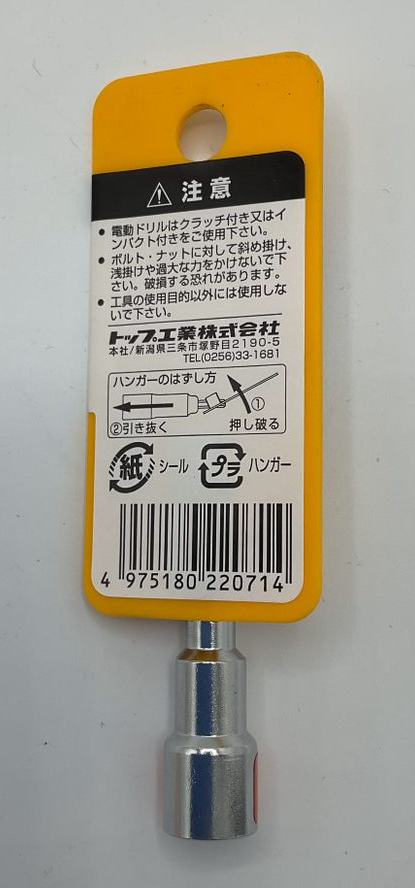 注意
• 電動ドリルはクラッチ付き又はイ
ンパクト付きをご使用下さい。
• ボルト・ナットに対して斜め掛け、
浅掛けや過大な力をかけないで下
さい。破損する恐れがあります。
• 工具の使用目的以外には使用しな
いで下さい。
トップ工業株式会社
本社/新潟県三条市塚野目2190-5
TEL(0256)33-1681
ハンガーのはずし方
①
②引き抜く 押し破る
紙 シール プラ ハンガー
4 975180 220714